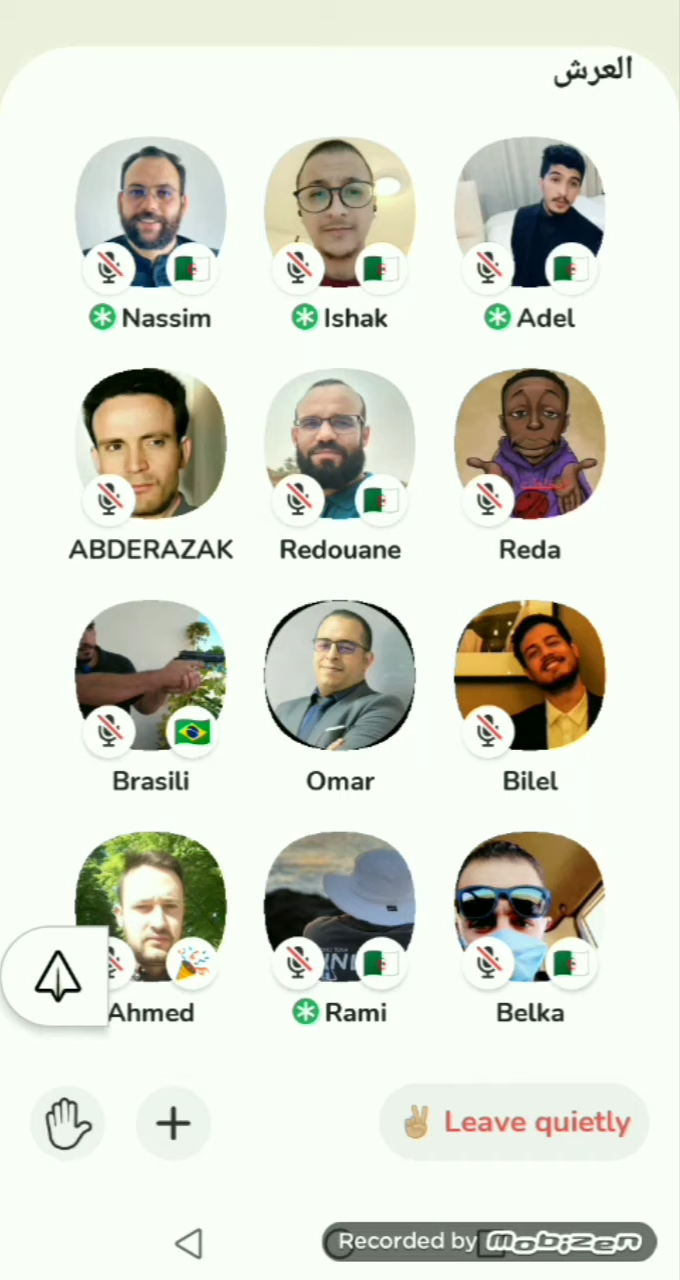 العرش
Nassim
Ishak
Adel
ABDERAZAK
Redouane
Reda
Brasili
Omar
Bilel
Ahmed
Rami
Belka
Leave quietly
Recorded by mobizen